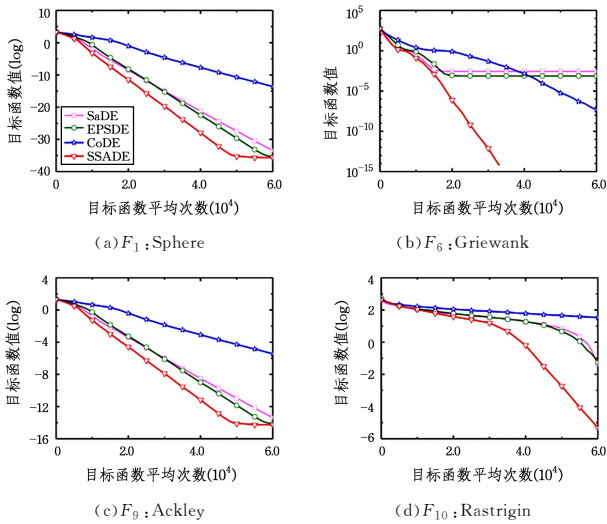 10
0
-10
-20
-30
-40
目标函数值(log)
SaDE
EPSDE
CoDE
SSADE
0 2.0 4.0 6.0
目标函数平均次数(10⁴)
(a)F₁:Sphere
10⁵
10⁰
10⁻⁵
10⁻¹⁰
10⁻¹⁵
目标函数值
0 2.0 4.0 6.0
目标函数平均次数(10⁴)
(b)F₆:Griewank
4
0
-4
-8
-12
-16
目标函数值(log)
0 2.0 4.0 6.0
目标函数平均次数(10⁴)
(c)F₉:Ackley
4
2
0
-2
-4
-6
目标函数值(log)
0 2.0 4.0 6.0
目标函数平均次数(10⁴)
(d)F₁₀:Rastrigin